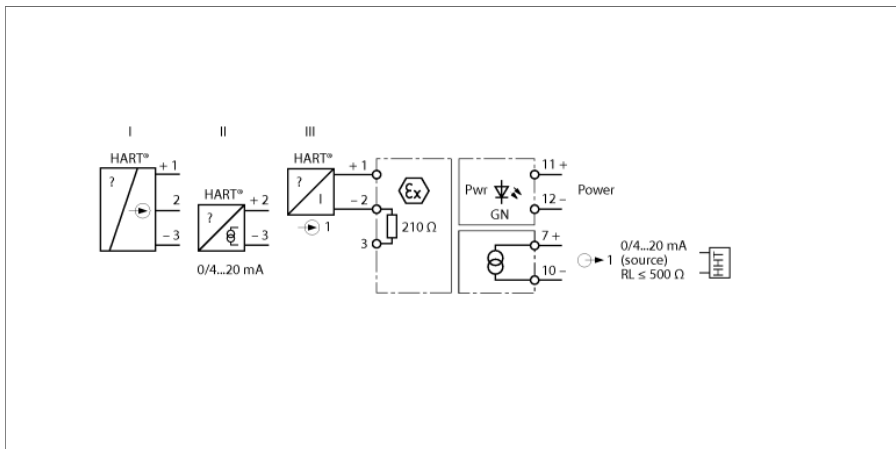 I
II
III
HART®
? + 1
2
– 3
HART®
? + 2
– 3
0/4...20 mA
HART®
? + 1
I – 2
1
3
εx
210 Ω
Pwr
GN
11 +
12 –
Power
7 +
10 –
1
0/4...20 mA
(source)
RL ≤ 500 Ω
HHT